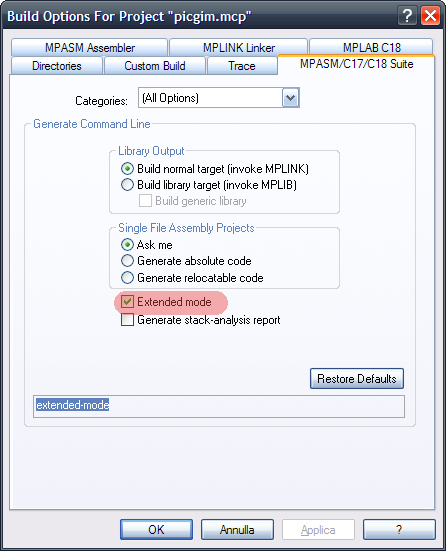 Build Options For Project "picgim.mcp"
?
MPASM Assembler
MPLINK Linker
MPLAB C18
Directories
Custom Build
Trace
MPASM/C17/C18 Suite
Categories:
(All Options)
Generate Command Line
Library Output
Build normal target (invoke MPLINK)
Build library target (invoke MPLIB)
Build generic library
Single File Assembly Projects
Ask me
Generate absolute code
Generate relocatable code
Extended mode
Generate stack-analysis report
Restore Defaults
extended-mode
OK
Annulla
Applica
?